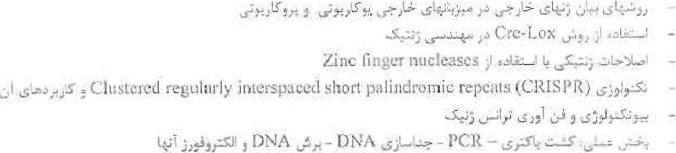 - روشهای بیان ژنهای خارجی در میزبانهای خارجی یوکاریوتی و پروکاریوتی
- استفاده از روش Cre-Lox در مهندسی ژنتیک
- اصلاحات ژنتیکی با استفاده از Zinc finger nucleases
- تکنولوژی Clustered regularly interspaced short palindromic repeats (CRISPR) و کاربردهای آن
- بیوتکنولوژی و فن آوری ترانس ژنیک
- بخش عملی: کشت باکتری – PCR - جداسازی DNA - برش DNA و الکتروفورز آنها